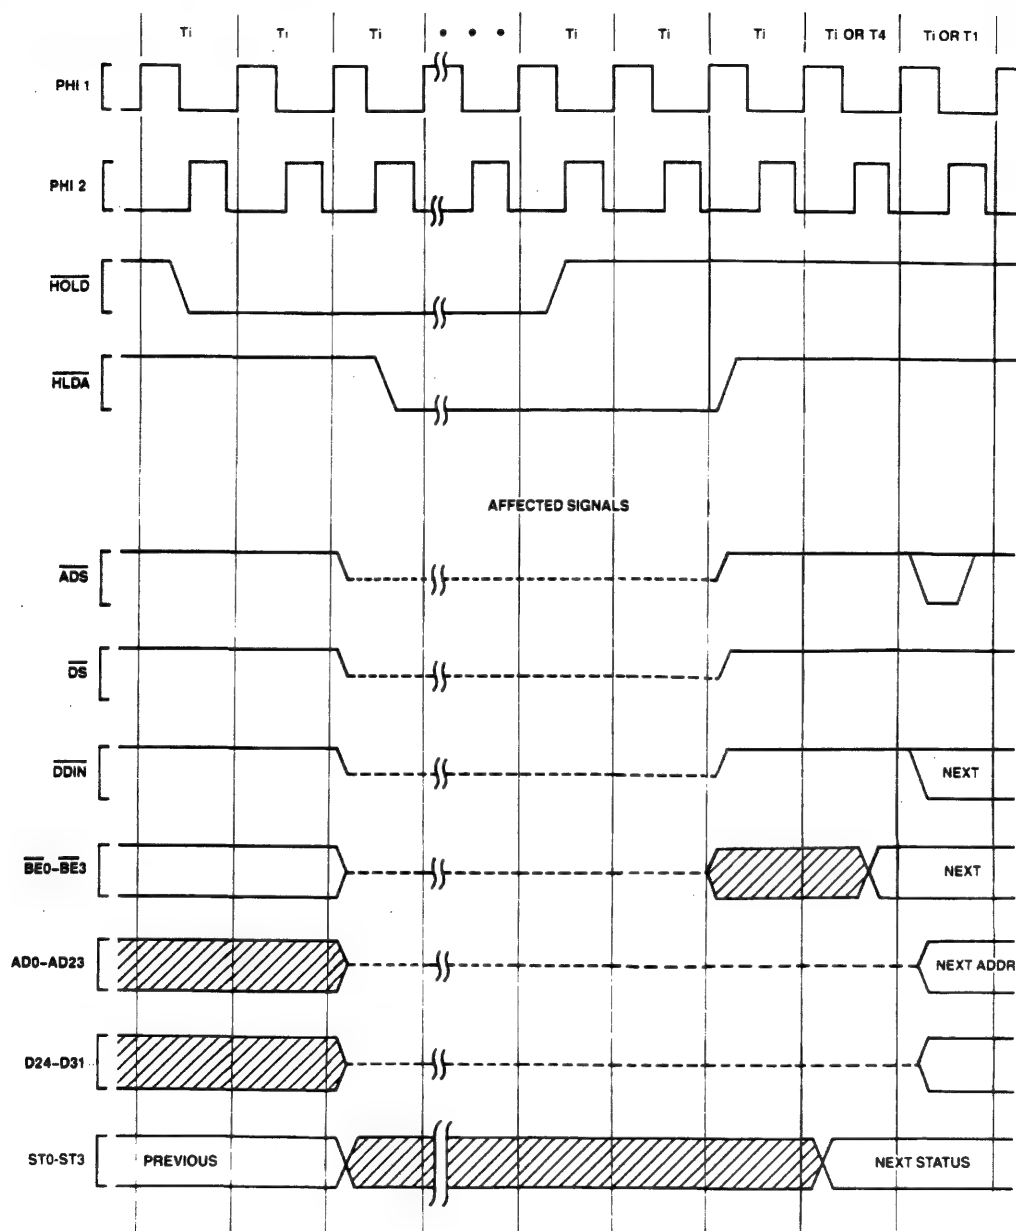 Ti Ti Ti • • • Ti Ti Ti Ti OR T4 Ti OR T1
PHI 1
PHI 2
HOLD
HLDA
AFFECTED SIGNALS
ADS
DS
DDIN NEXT
BE0-BE3 NEXT
AD0-AD23 NEXT ADDR
D24-D31
ST0-ST3 PREVIOUS NEXT STATUS